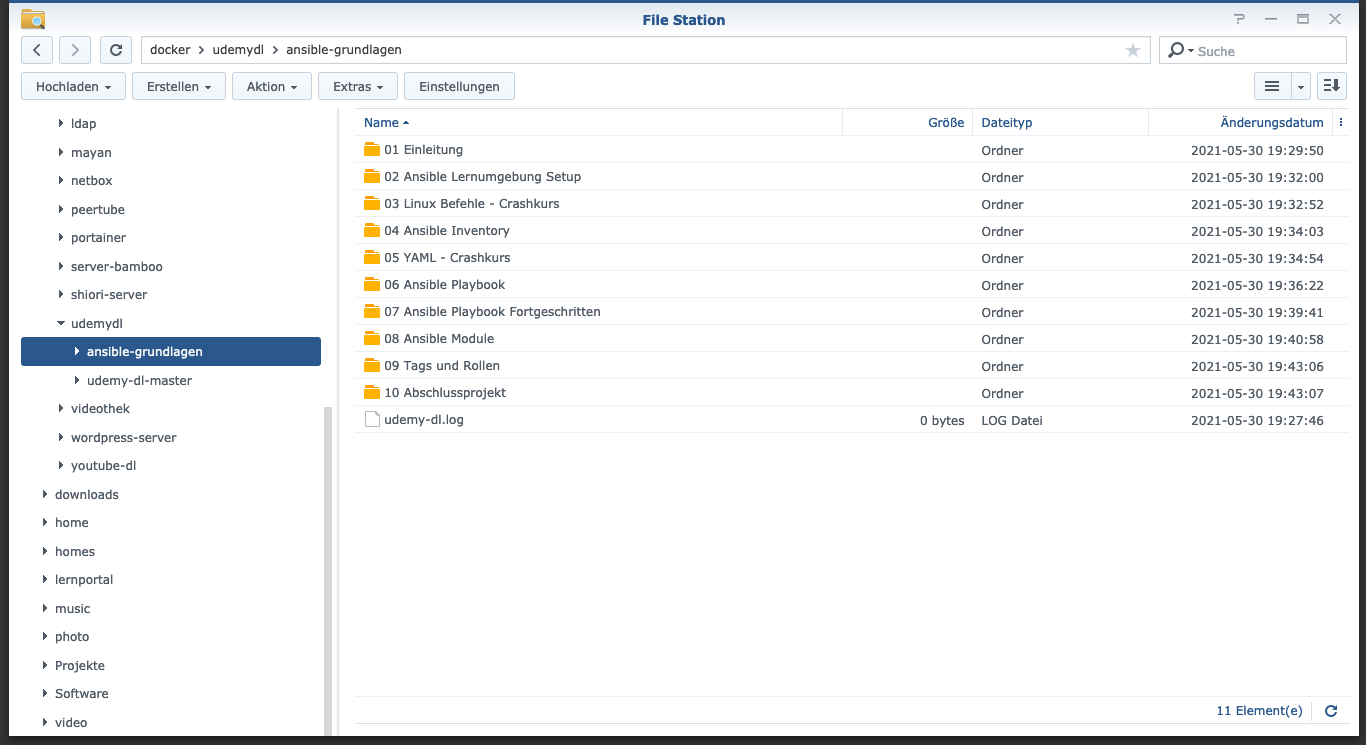 File Station
docker > udemydl > ansible-grundlagen
Suche
Hochladen Erstellen Aktion Extras Einstellungen
ldap
mayan
netbox
peertube
portainer
server-bamboo
shiori-server
udemydl
ansible-grundlagen
udemy-dl-master
videothek
wordpress-server
youtube-dl
downloads
home
homes
lernportal
music
photo
Projekte
Software
video
Name Größe Dateityp Änderungsdatum
01 Einleitung Ordner 2021-05-30 19:29:50
02 Ansible Lernumgebung Setup Ordner 2021-05-30 19:32:00
03 Linux Befehle - Crashkurs Ordner 2021-05-30 19:32:52
04 Ansible Inventory Ordner 2021-05-30 19:34:03
05 YAML - Crashkurs Ordner 2021-05-30 19:34:54
06 Ansible Playbook Ordner 2021-05-30 19:36:22
07 Ansible Playbook Fortgeschritten Ordner 2021-05-30 19:39:41
08 Ansible Module Ordner 2021-05-30 19:40:58
09 Tags und Rollen Ordner 2021-05-30 19:43:06
10 Abschlussprojekt Ordner 2021-05-30 19:43:07
udemy-dl.log 0 bytes LOG Datei 2021-05-30 19:27:46
11 Element(e)